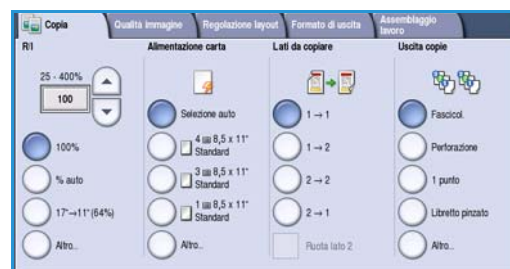 Copia
Qualità immagine
Regolazione layout
Formato di uscita
Assemblaggio
lavoro
R/I
Alimentazione carta
Lati da copiare
Uscita copie
25 - 400%
100
100%
% auto
17"→11" (64%)
Altro...
Selezione auto
4 8,5 x 11"
Standard
3 8,5 x 11"
Standard
1 8,5 x 11"
Standard
Altro...
1 → 1
1 → 2
2 → 2
2 → 1
Ruota lato 2
Fascicol.
Perforazione
1 punto
Libretto pinzato
Altro...